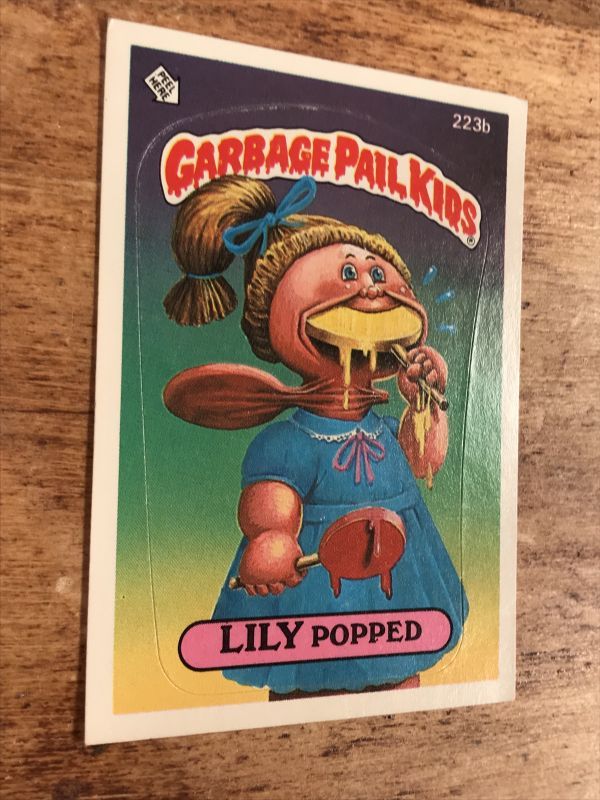 PEEL
HERE
223b
GARBAGE PAIL KIDS®
LILY POPPED